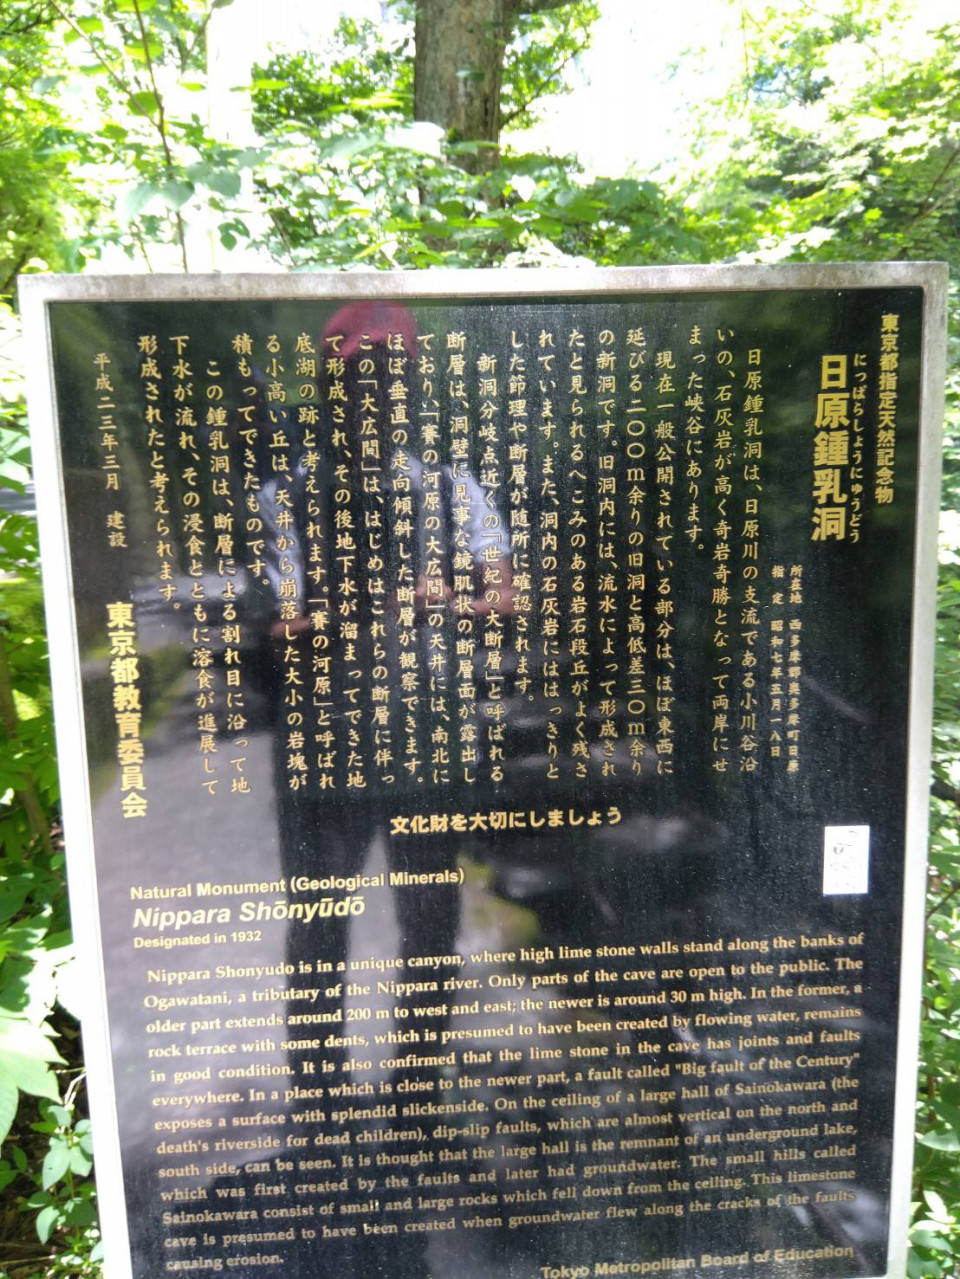 東京都指定天然記念物
にっぱらしょうにゅうどう
日原鍾乳洞
所在地 西多摩郡奥多摩町日原
指定 昭和七年五月一八日
日原鍾乳洞は、日原川の支流である小川谷沿
いの、石灰岩が高く奇岩奇勝となって両岸にせ
まった峡谷にあります。
現在一般公開されている部分は、ほぼ東西に
延びる二〇〇m余りの旧洞と高低差三〇m余り
の新洞です。旧洞内には、流水によって形成され
たと見られるへこみのある岩石段丘がよく残さ
れています。また、洞内の石灰岩にははっきりと
した節理や断層が随所に確認されます。
新洞分岐点近くの「世紀の大断層」と呼ばれる
断層は、洞壁に見事な鏡肌状の断層面が露出し
ており、「賽の河原の大広間」の天井には、南北に
ほぼ垂直の走向傾斜した断層が観察できます。
この「大広間」は、はじめはこれらの断層に伴っ
て形成され、その後地下水が溜まってできた地
底湖の跡と考えられます。「賽の河原」と呼ばれ
る小高い丘は、天井から崩落した大小の岩塊が
積もってできたものです。
この鍾乳洞は、断層による割れ目に沿って地
下水が流れ、その浸食とともに溶食が進展して
形成されたと考えられます。
平成二三年三月 建設
東京都教育委員会
文化財を大切にしましょう
Natural Monument (Geological Minerals)
Nippara Shōnyūdō
Designated in 1932
Nippara Shonyudo is in a unique canyon, where high lime stone walls stand along the banks of
Ogawatani, a tributary of the Nippara river. Only parts of the cave are open to the public. The
older part extends around 200 m to west and east; the newer is around 30 m high. In the former, a
rock terrace with some dents, which is presumed to have been created by flowing water, remains
in good condition. It is also confirmed that the lime stone in the cave has joints and faults
everywhere. In a place which is close to the newer part, a fault called "Big fault of the Century"
exposes a surface with splendid slickenside. On the ceiling of a large hall of Sainokawara (the
death's riverside for dead children), dip-slip faults, which are almost vertical on the north and
south side, can be seen. It is thought that the large hall is the remnant of an underground lake,
which was first created by the faults and later had groundwater. The small hills called
Sainokawara consist of small and large rocks which fell down from the ceiling. This limestone
cave is presumed to have been created when groundwater flew along the cracks of the faults
causing erosion.
Tokyo Metropolitan Board of Education